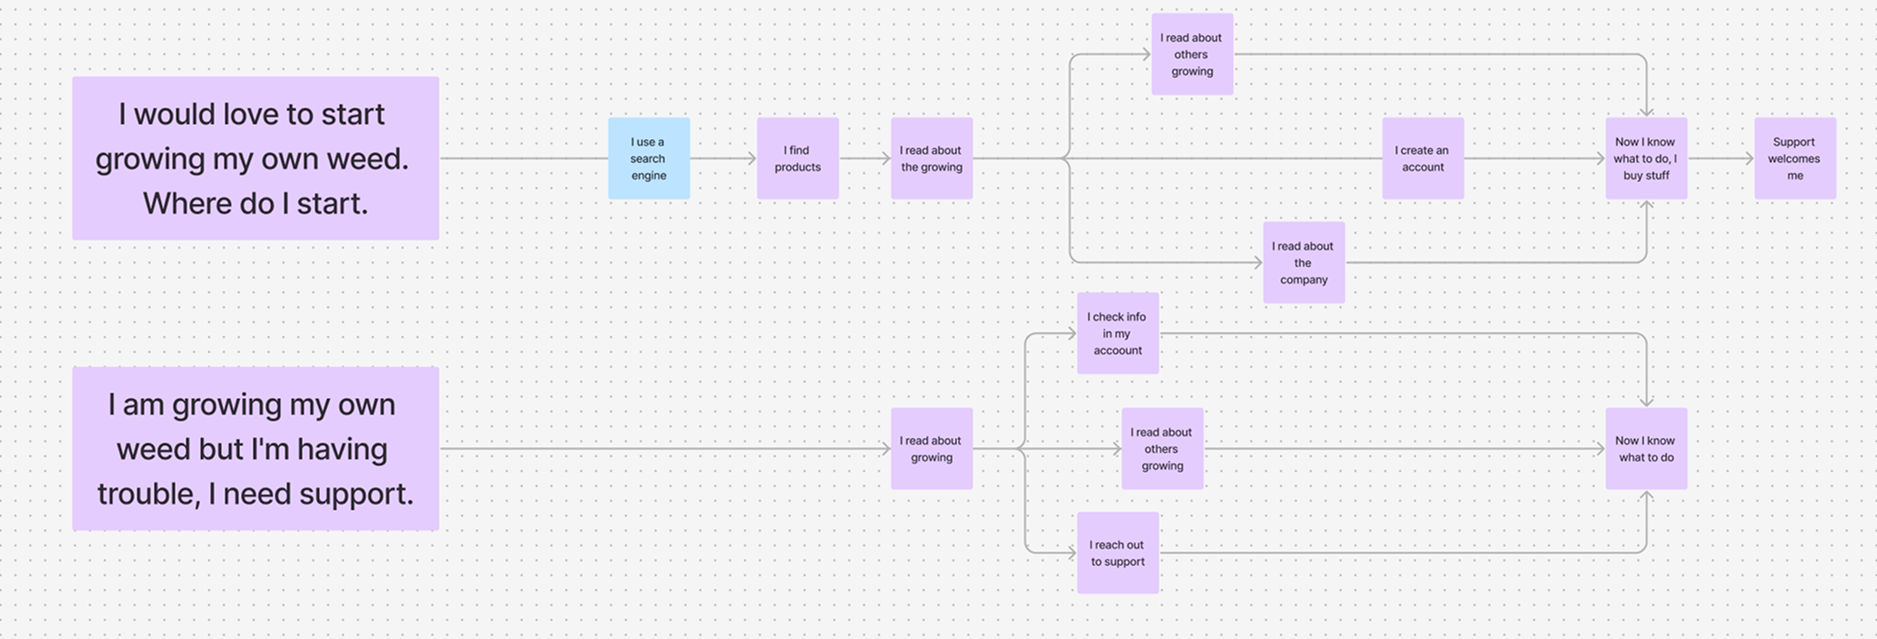 I would love to start
growing my own weed.
Where do I start.
I use a
search
engine
I find
products
I read about
the growing
I read about
others
growing
I create an
account
I read about
the
company
Now I know
what to do, I
buy stuff
Support
welcomes
me
I am growing my own
weed but I'm having
trouble, I need support.
I read about
growing
I check info
in my
accoount
I read about
others
growing
I reach out
to support
Now I know
what to do